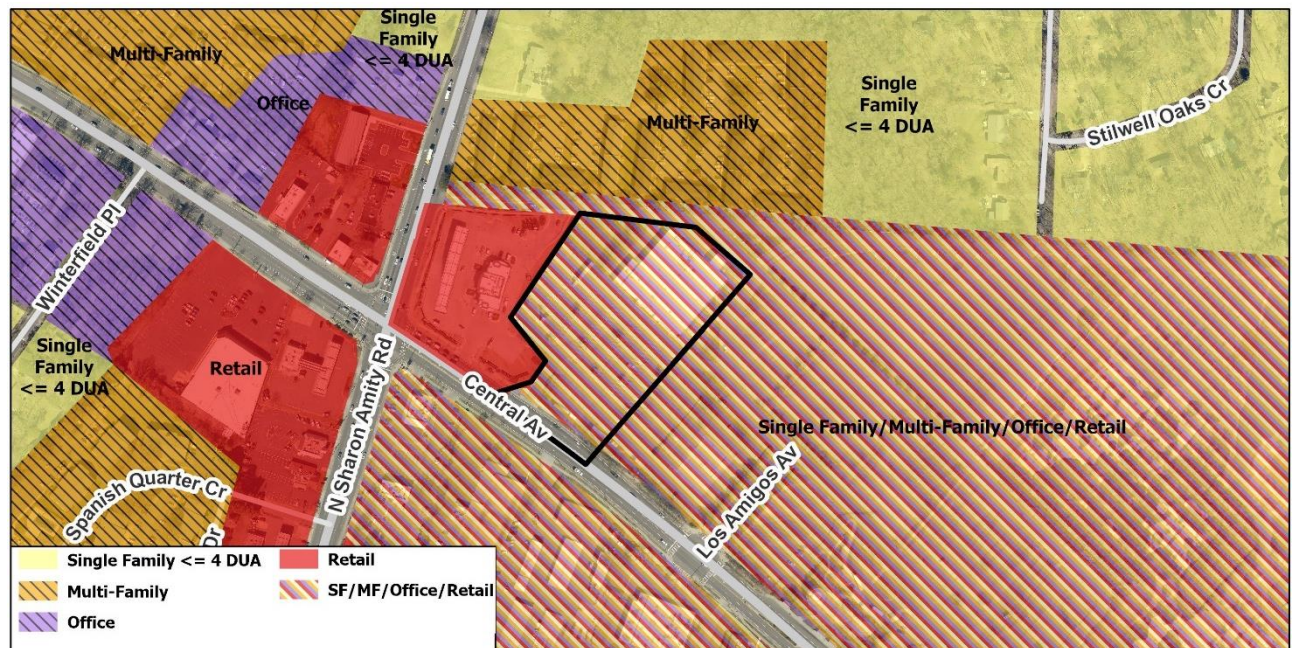 Single
Family
<= 4 DUA
Multi-Family
Office
Multi-Family
Single
Family
<= 4 DUA
Stilwell Oaks Cr
Winterfield Pl
Single
Family
<= 4 DUA
Retail
N Sharon Amity Rd
Central Av
Single Family/Multi-Family/Office/Retail
Los Amigos Av
Spanish Quarter Cr
Dr
Single Family <= 4 DUA
Retail
Multi-Family
SF/MF/Office/Retail
Office